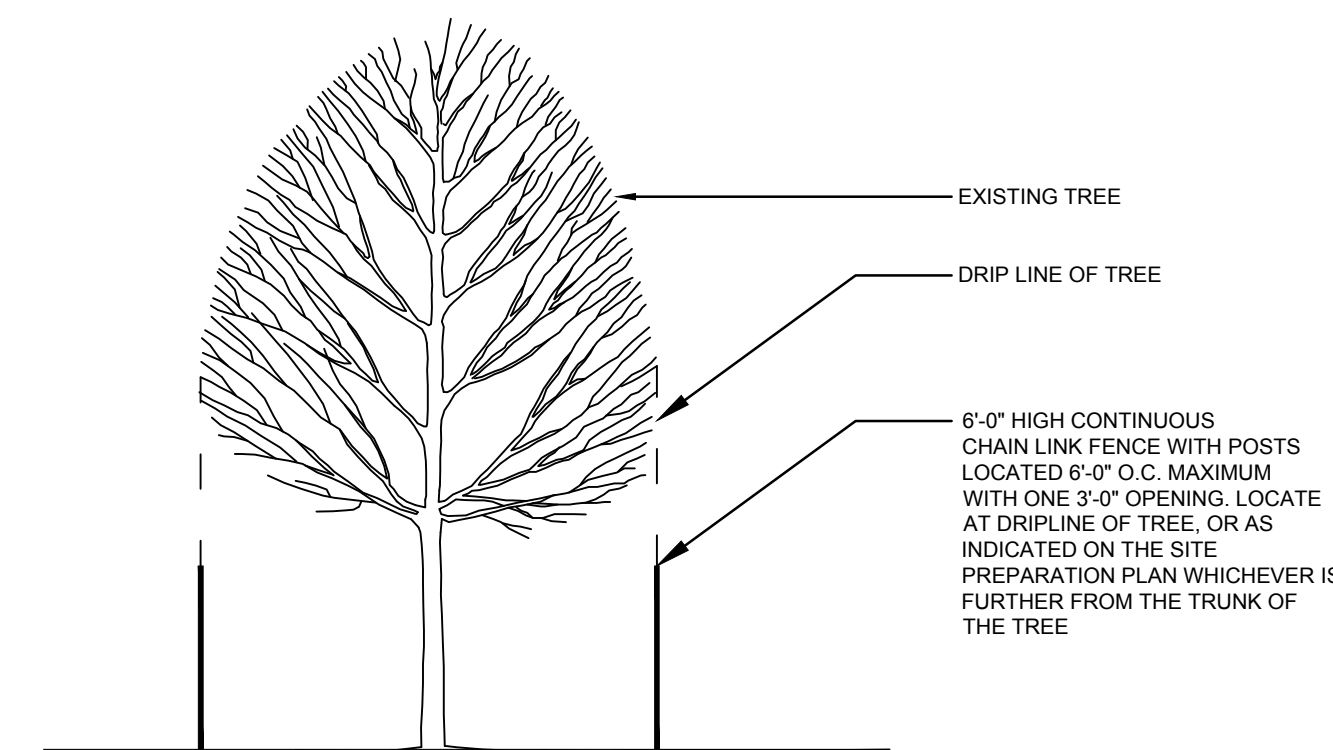 EXISTING TREE
DRIP LINE OF TREE
6'-0" HIGH CONTINUOUS
CHAIN LINK FENCE WITH POSTS
LOCATED 6'-0" O.C. MAXIMUM
WITH ONE 3'-0" OPENING. LOCATE
AT DRIPLINE OF TREE, OR AS
INDICATED ON THE SITE
PREPARATION PLAN WHICHEVER IS
FURTHER FROM THE TRUNK OF
THE TREE